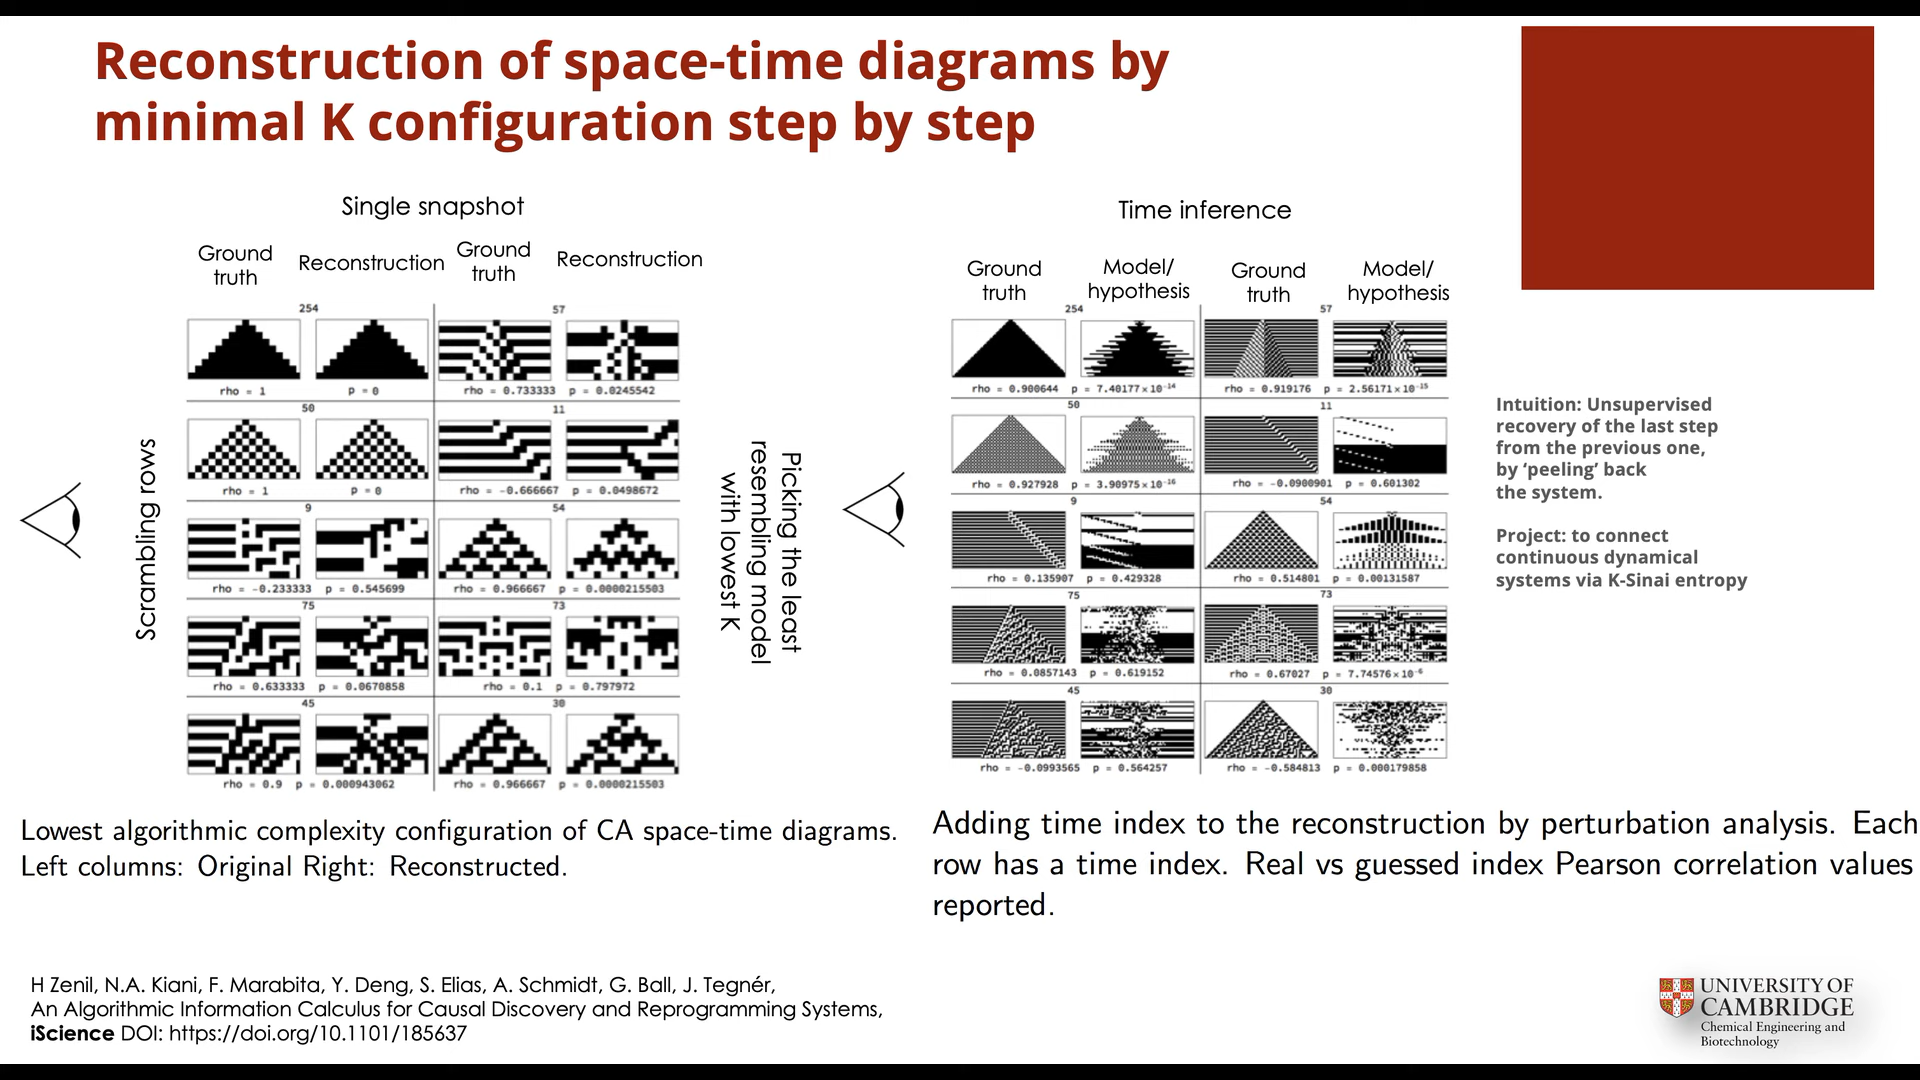 Reconstruction of space-time diagrams by
minimal K configuration step by step
Single snapshot
Ground
truth
Reconstruction
Ground
truth
Reconstruction
Scrambling rows
254
rho = 1 p = 0
57
rho = 0.733333 p = 0.0245542
50
rho = 1 p = 0
11
rho = -0.666667 p = 0.0498672
9
rho = -0.233333 p = 0.545699
54
rho = 0.966667 p = 0.0000215503
75
rho = 0.633333 p = 0.0670858
73
rho = 0.1 p = 0.797972
45
rho = 0.9 p = 0.000943062
30
rho = 0.966667 p = 0.0000215503
Picking the least
resembling model
with lowest K
Time inference
Ground
truth
Model/
hypothesis
Ground
truth
Model/
hypothesis
254
rho = 0.900644 p = 7.40177×10⁻¹⁴
57
rho = 0.919176 p = 2.56171×10⁻¹⁵
50
rho = 0.927928 p = 3.90975×10⁻¹⁶
11
rho = -0.0900901 p = 0.601302
9
rho = 0.135907 p = 0.429328
54
rho = 0.514801 p = 0.00131587
75
rho = 0.0857143 p = 0.619152
73
rho = 0.67027 p = 7.74576×10⁻⁶
45
rho = -0.0993565 p = 0.564257
30
rho = -0.584813 p = 0.000179858
Intuition: Unsupervised
recovery of the last step
from the previous one,
by ‘peeling’ back
the system.
Project: to connect
continuous dynamical
systems via K-Sinai entropy
Lowest algorithmic complexity configuration of CA space-time diagrams.
Left columns: Original Right: Reconstructed.
Adding time index to the reconstruction by perturbation analysis. Each
row has a time index. Real vs guessed index Pearson correlation values
reported.
H Zenil, N.A. Kiani, F. Marabita, Y. Deng, S. Elias, A. Schmidt, G. Ball, J. Tegnér,
An Algorithmic Information Calculus for Causal Discovery and Reprogramming Systems,
iScience DOI: https://doi.org/10.1101/185637
UNIVERSITY OF
CAMBRIDGE
Chemical Engineering and
Biotechnology